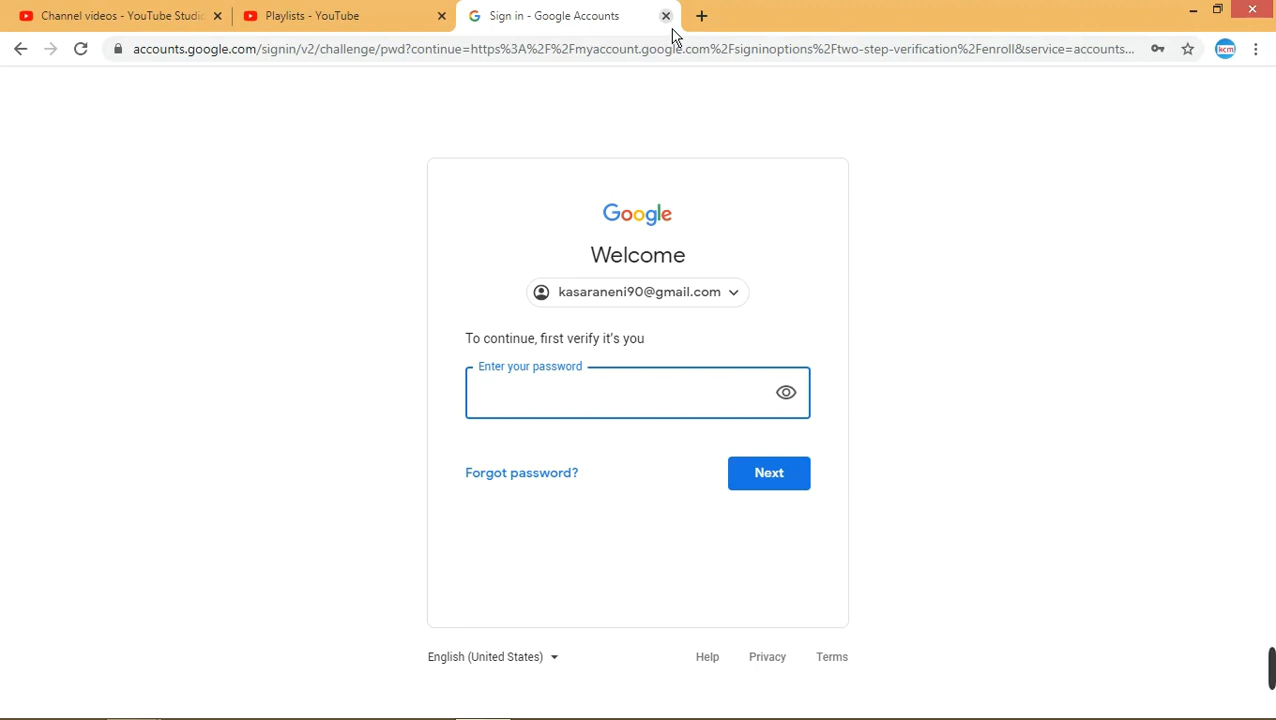 Channel videos - YouTube Studio
Playlists - YouTube
Sign in - Google Accounts
accounts.google.com/signin/v2/challenge/pwd?continue=https%3A%2F%2Fmyaccount.google.com%2Fsigninoptions%2Ftwo-step-verification%2Fenroll&service=accounts...
kcm
Google
Welcome
kasaraneni90@gmail.com
To continue, first verify it's you
Enter your password
Forgot password?
Next
English (United States)
Help
Privacy
Terms